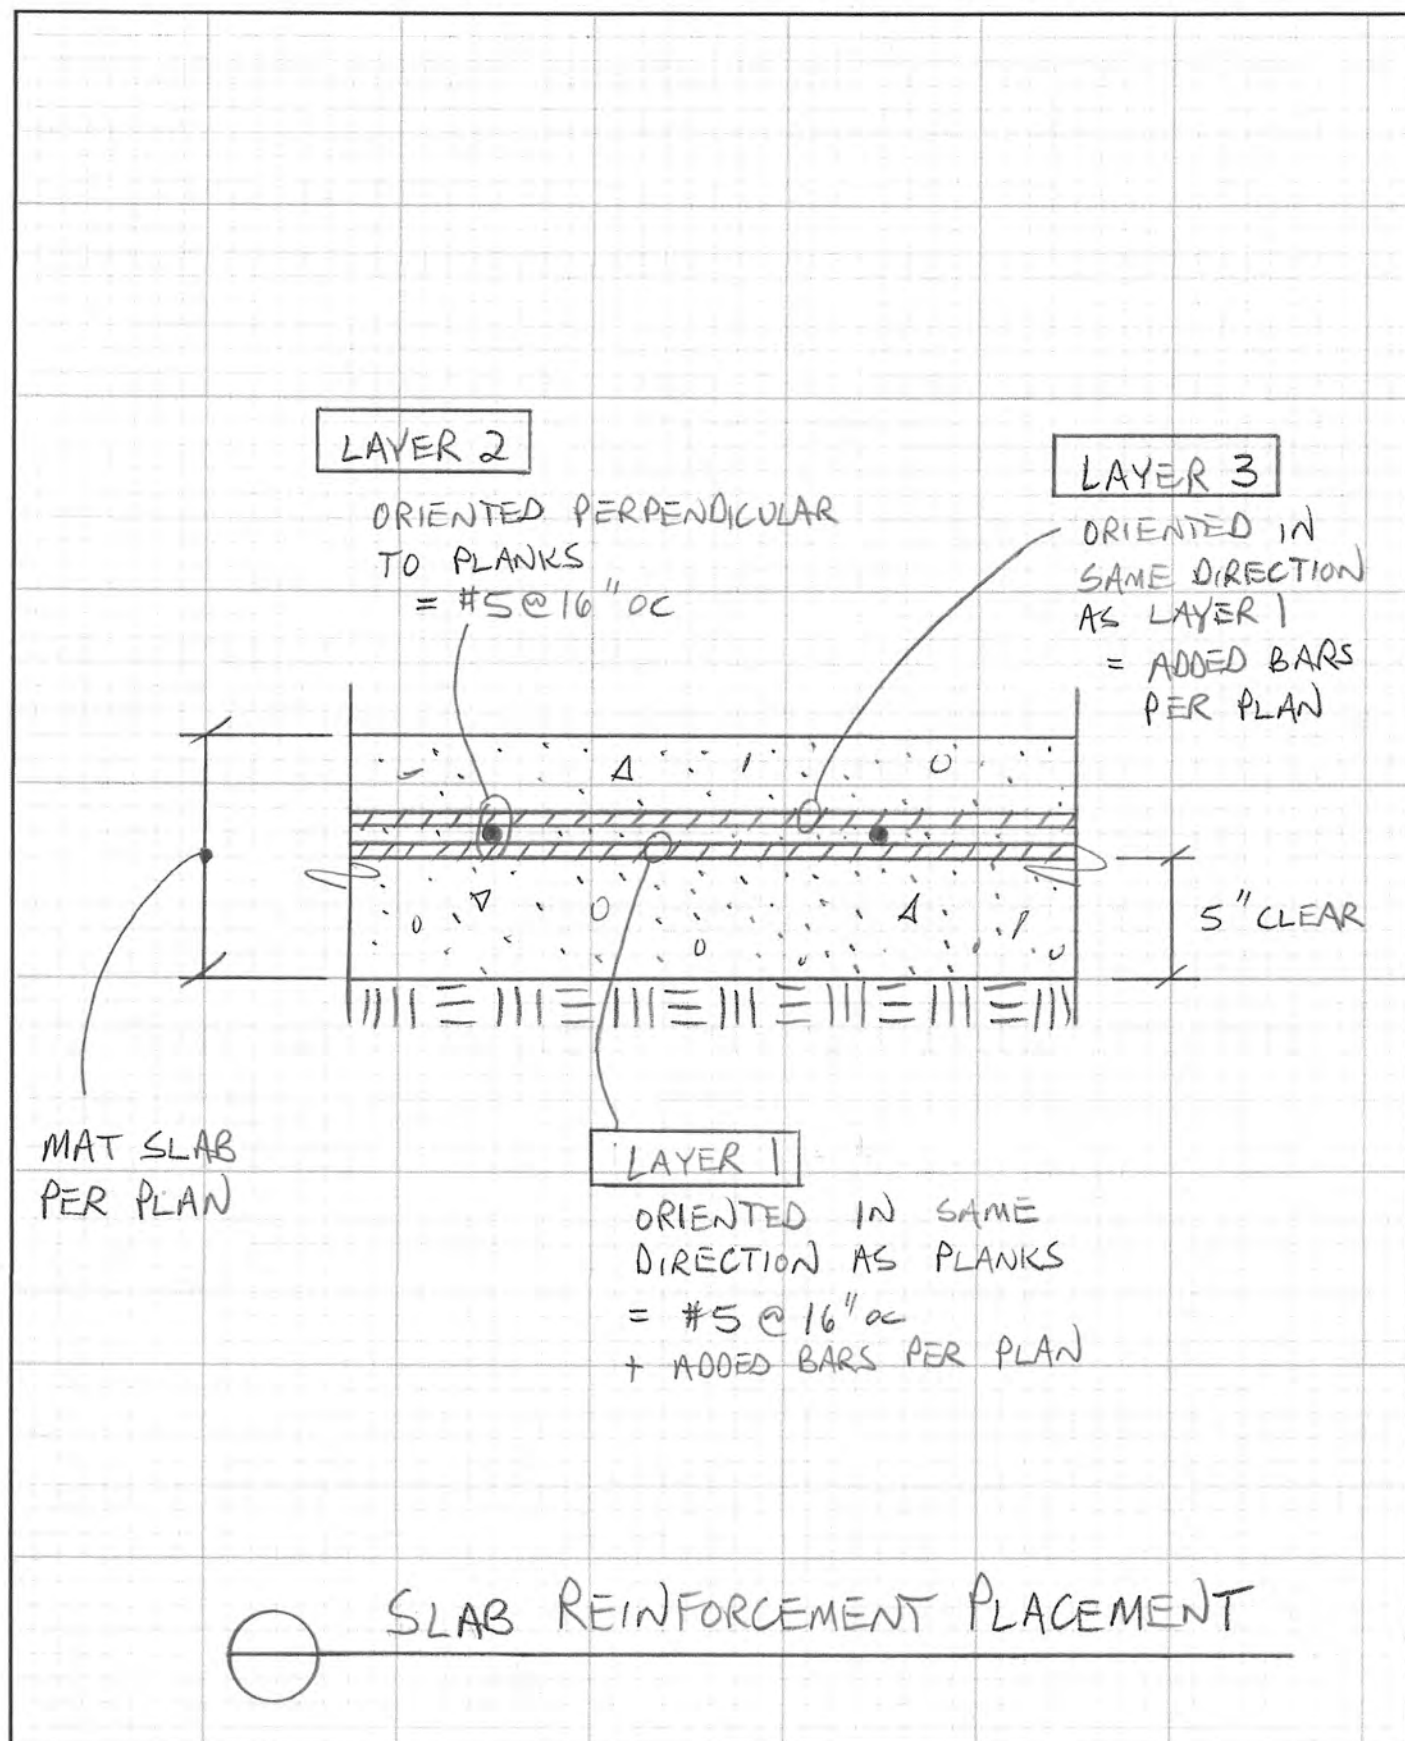 LAYER 2
ORIENTED PERPENDICULAR
TO PLANKS
= #5 @ 16" OC
LAYER 3
ORIENTED IN
SAME DIRECTION
AS LAYER 1
= ADDED BARS
PER PLAN
5" CLEAR
MAT SLAB
PER PLAN
LAYER 1
ORIENTED IN SAME
DIRECTION AS PLANKS
= #5 @ 16" OC
+ ADDED BARS PER PLAN
SLAB REINFORCEMENT PLACEMENT